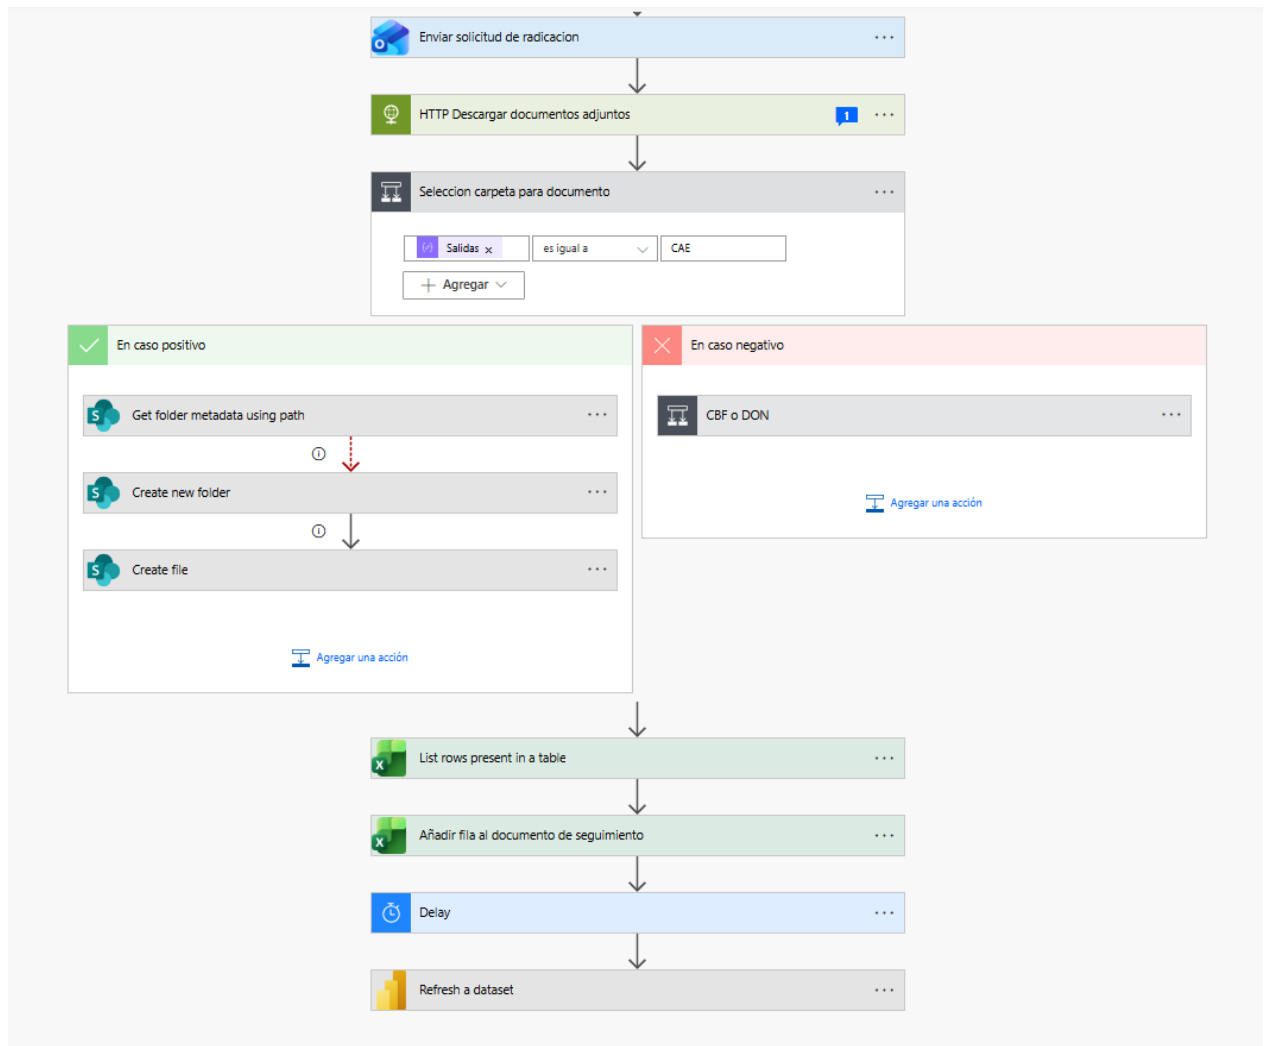 Enviar solicitud de radicacion
HTTP Descargar documentos adjuntos
1
Seleccion carpeta para documento
Salidas x
es igual a
CAE
Agregar
En caso positivo
Get folder metadata using path
Create new folder
Create file
Agregar una acción
En caso negativo
CBF o DON
Agregar una acción
List rows present in a table
Añadir fila al documento de seguimiento
Delay
Refresh a dataset